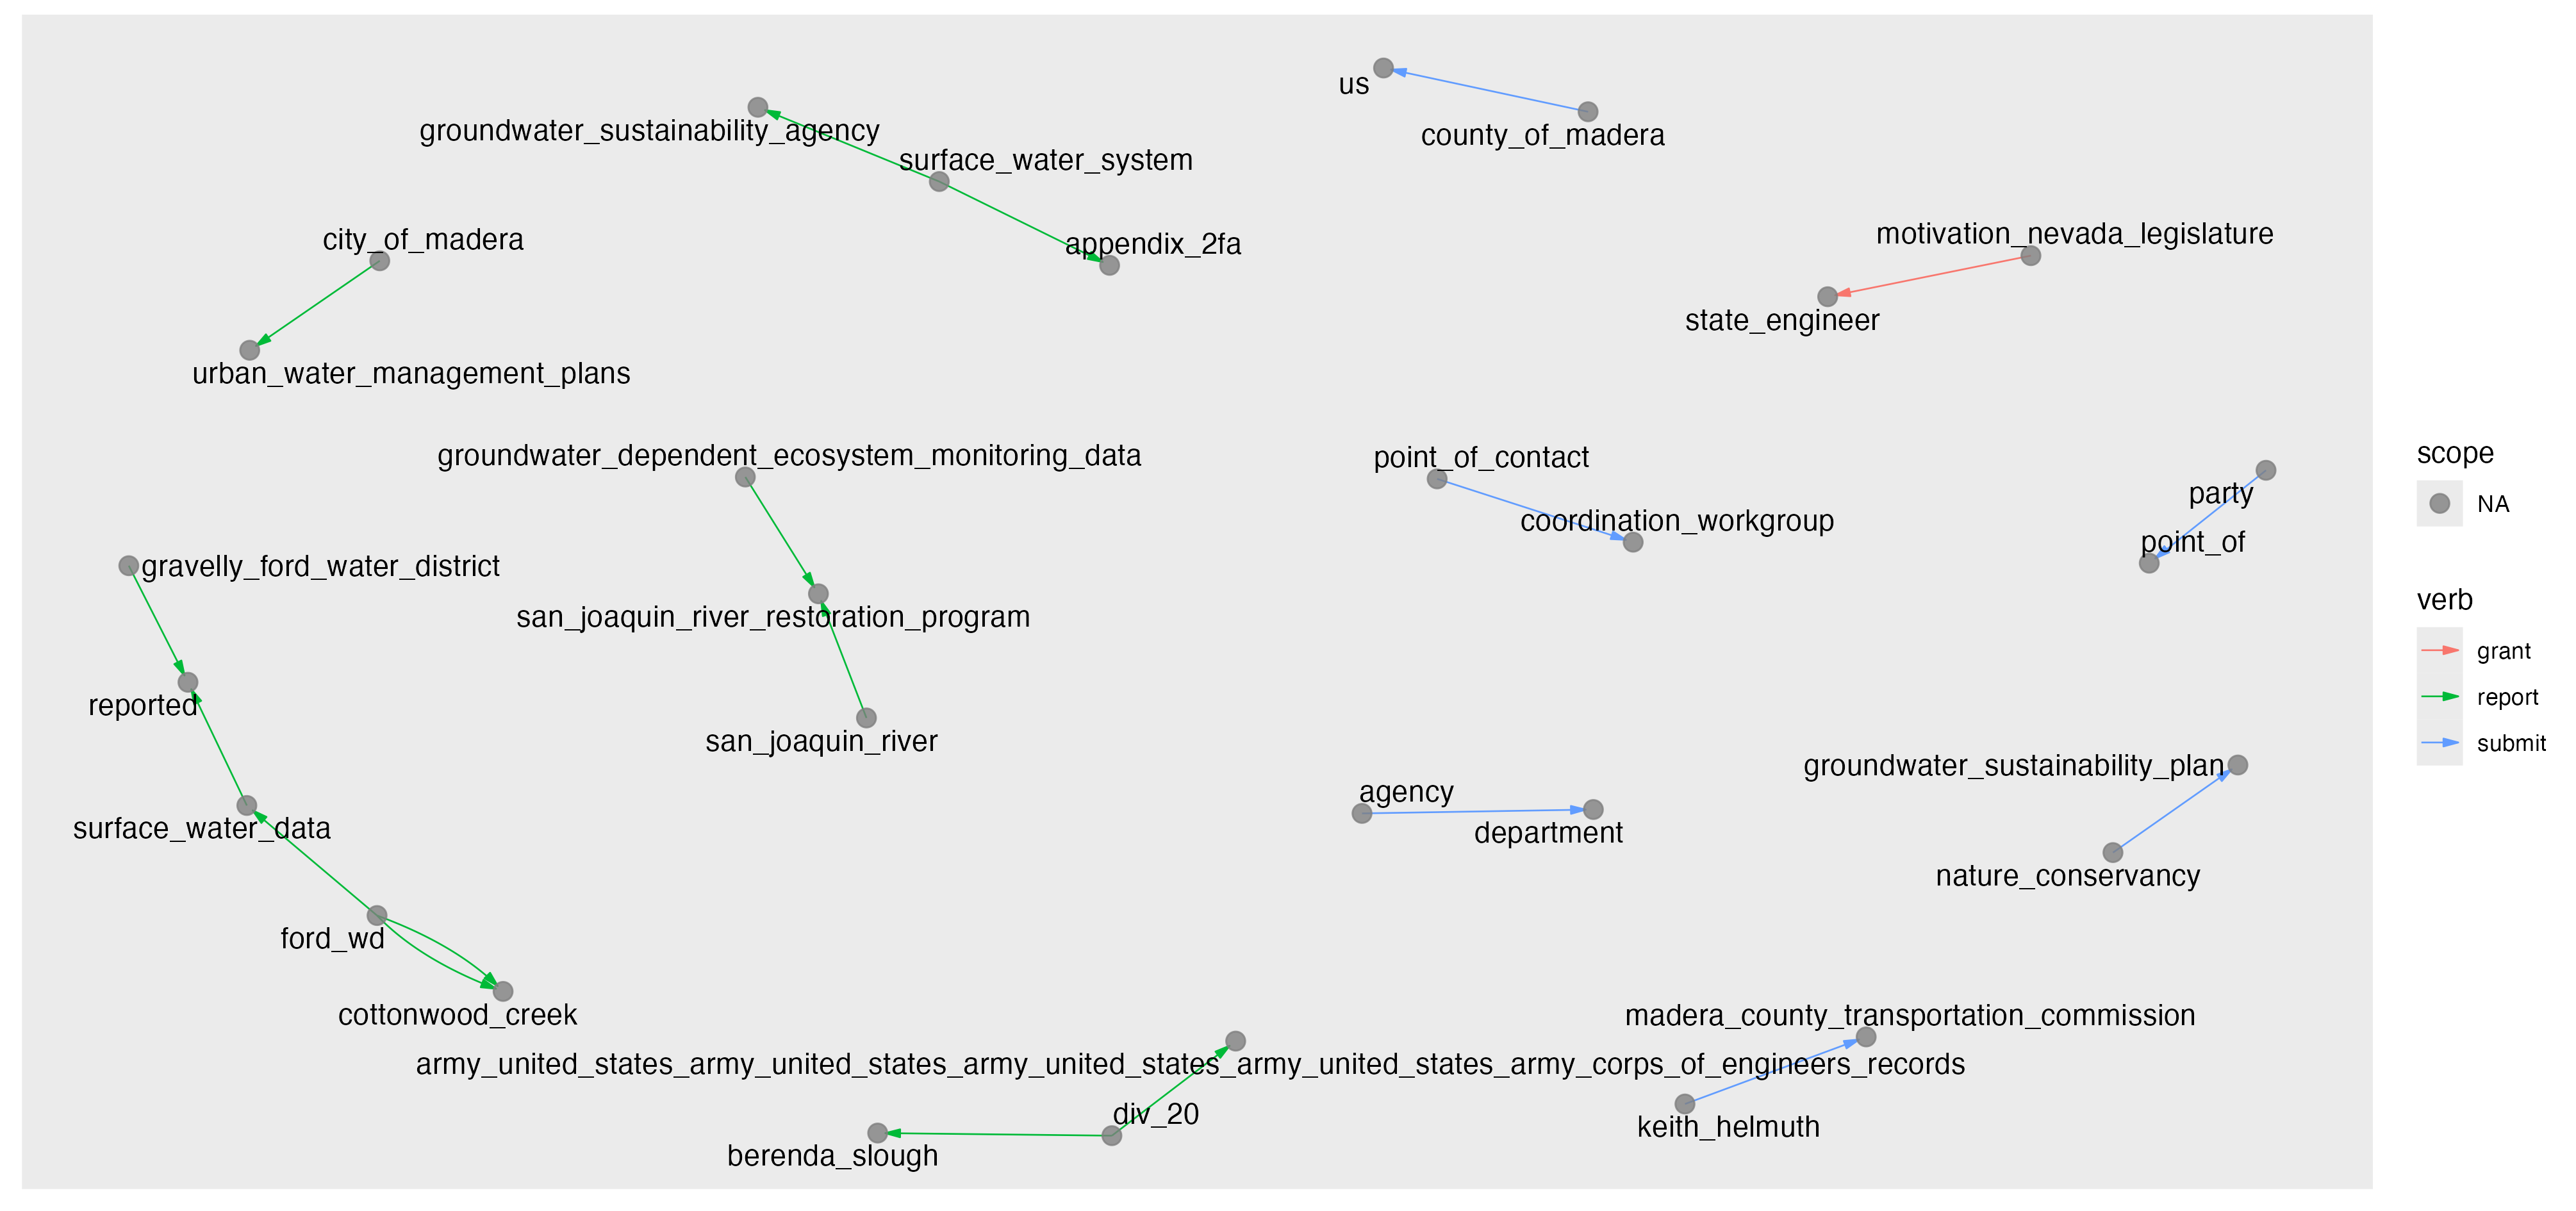 us
groundwater_sustainability_agency
county_of_madera
surface_water_system
city_of_madera
appendix_2fa
motivation_nevada_legislature
state_engineer
urban_water_management_plans
groundwater_dependent_ecosystem_monitoring_data
point_of_contact
party
coordination_workgroup
point_of
gravelly_ford_water_district
san_joaquin_river_restoration_program
reported
san_joaquin_river
groundwater_sustainability_plan
agency
surface_water_data
department
nature_conservancy
ford_wd
cottonwood_creek
madera_county_transportation_commission
army_united_states_army_united_states_army_united_states_army_united_states_army_corps_of_engineers_records
div_20
keith_helmuth
berenda_slough
scope
NA
verb
grant
report
submit